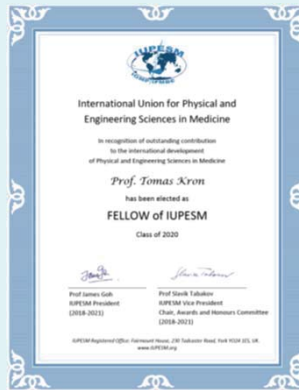 IUPESM
International Union for Physical and
Engineering Sciences in Medicine
In recognition of outstanding contribution
to the international development
of Physical and Engineering Sciences in Medicine
Prof. Tomas Kron
has been elected as
FELLOW of IUPESM
Class of 2020
Prof James Goh
IUPESM President
(2018-2021)
Prof Slavik Tabakov
IUPESM Vice President
Chair, Awards and Honours Committee
(2018-2021)
IUPESM Registered Office: Fairmount House, 230 Tadcaster Road, York YO24 1ES, UK
www.IUPESM.org